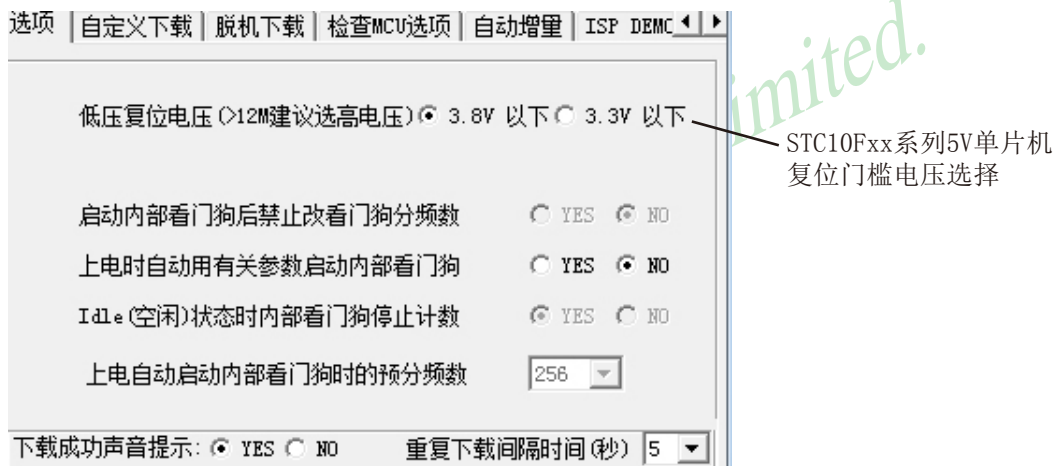 选项 自定义下载 脱机下载 检查MCU选项 自动增量 ISP DEMO
imited.
低压复位电压(>12M建议选高电压) 3.8V 以下 3.3V 以下
STC10Fxx系列5V单片机
复位门槛电压选择
启动内部看门狗后禁止改看门狗分频数 YES NO
上电时自动用有关参数启动内部看门狗 YES NO
Idle(空闲)状态时内部看门狗停止计数 YES NO
上电自动启动内部看门狗时的预分频数 256
下载成功声音提示: YES NO 重复下载间隔时间(秒) 5